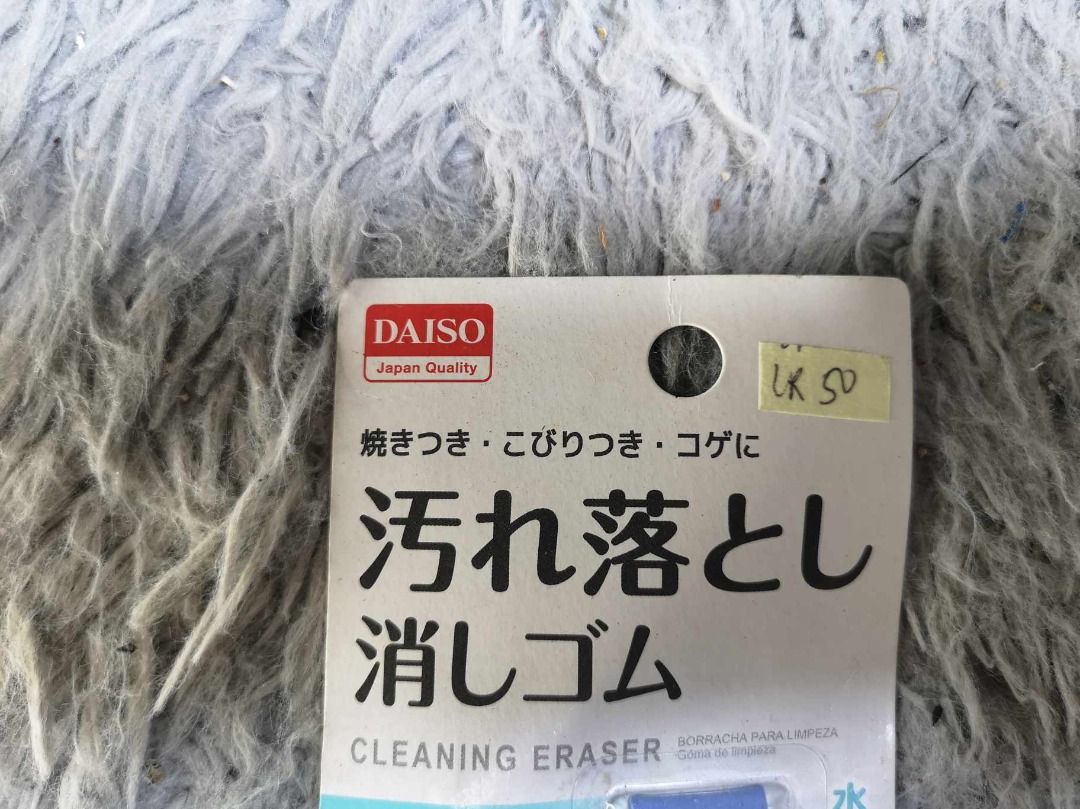 DAISO
Japan Quality
LR 50
焼きつき・こびりつき・コゲに
汚れ落とし
消しゴム
CLEANING ERASER
BORRACHA PARA LIMPEZA
Goma de limpieza
水